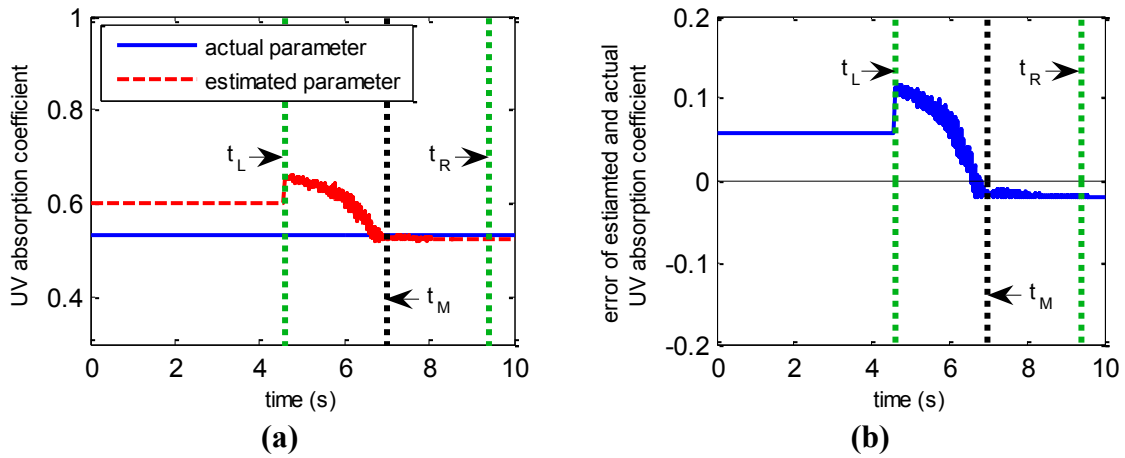 1
0.8
0.6
0.4
0 2 4 6 8 10
UV absorption coefficient
time (s)
actual parameter
estimated parameter
t_L
t_R
t_M
(a)
0.2
0.1
0
-0.1
-0.2
0 2 4 6 8 10
error of estiamted and actual
UV absorption coefficient
time (s)
t_L
t_R
t_M
(b)